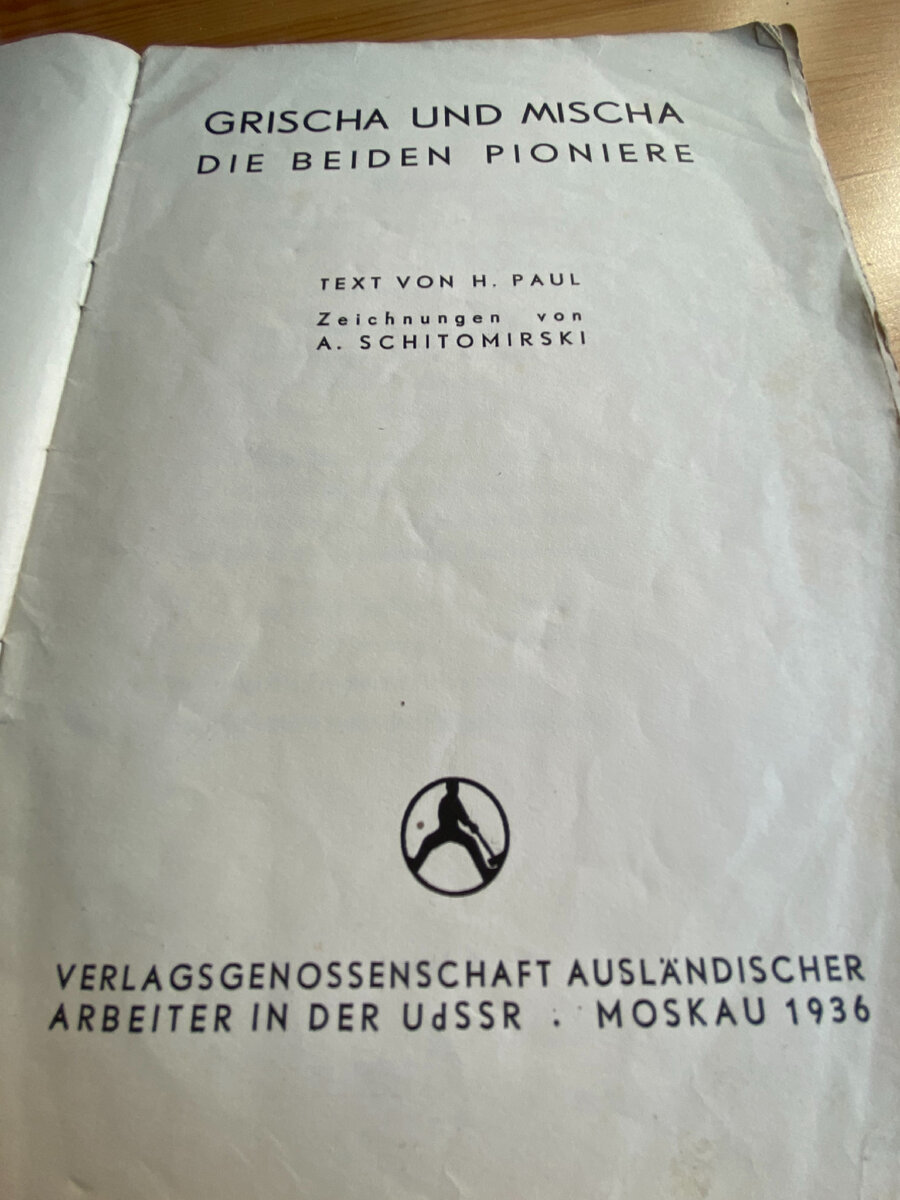 GRISCHA UND MISCHA
DIE BEIDEN PIONIERE
TEXT VON H. PAUL
Zeichnungen von
A. SCHITOMIRSKI
VERLAGSGENOSSENSCHAFT AUSLÄNDISCHER
ARBEITER IN DER UdSSR . MOSKAU 1936